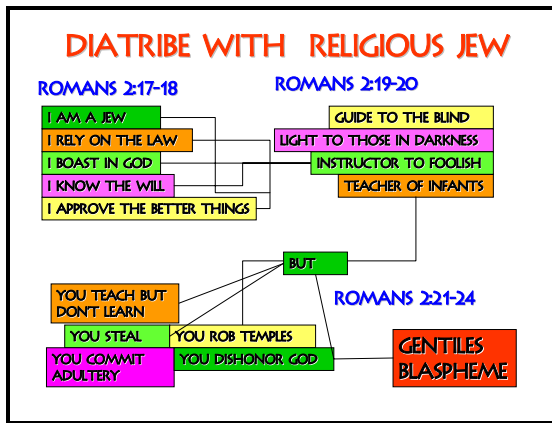 DIATRIBE WITH RELIGIOUS JEW
ROMANS 2:17-18
I AM A JEW
I RELY ON THE LAW
I BOAST IN GOD
I KNOW THE WILL
I APPROVE THE BETTER THINGS
ROMANS 2:19-20
GUIDE TO THE BLIND
LIGHT TO THOSE IN DARKNESS
INSTRUCTOR TO FOOLISH
TEACHER OF INFANTS
BUT
ROMANS 2:21-24
YOU TEACH BUT
DON'T LEARN
YOU STEAL
YOU ROB TEMPLES
YOU COMMIT
ADULTERY
YOU DISHONOR GOD
GENTILES
BLASPHEME